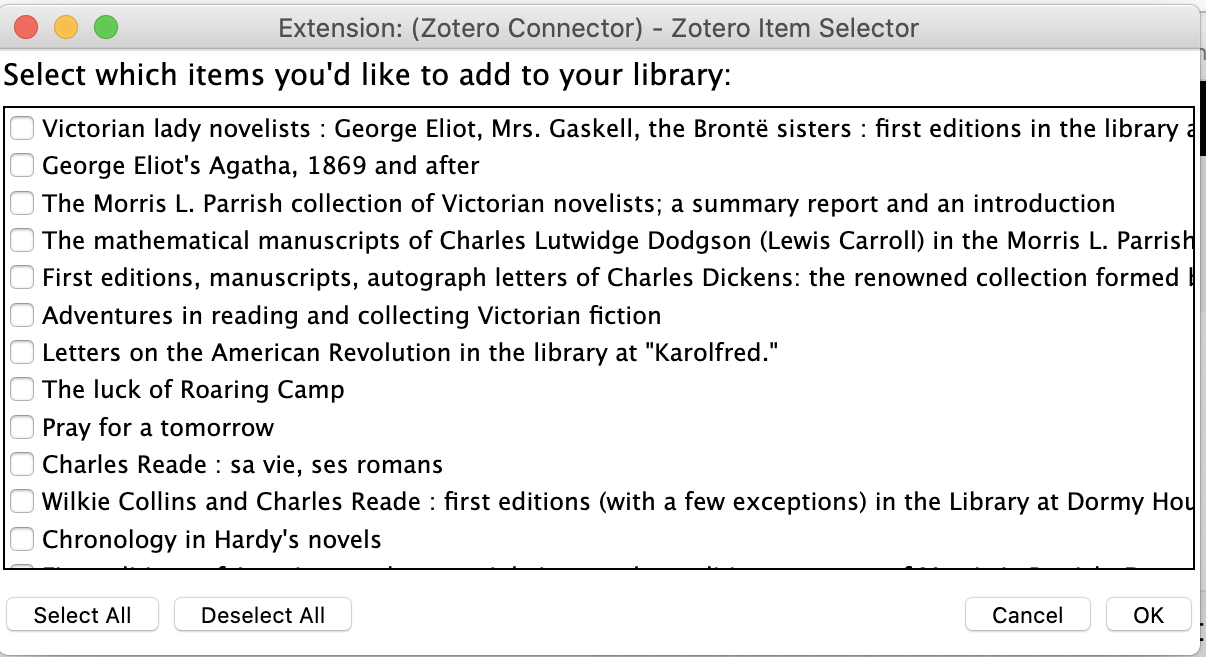 Extension: (Zotero Connector) - Zotero Item Selector
Select which items you'd like to add to your library:
Victorian lady novelists : George Eliot, Mrs. Gaskell, the Brontë sisters : first editions in the library
George Eliot's Agatha, 1869 and after
The Morris L. Parrish collection of Victorian novelists; a summary report and an introduction
The mathematical manuscripts of Charles Lutwidge Dodgson (Lewis Carroll) in the Morris L. Parrish
First editions, manuscripts, autograph letters of Charles Dickens: the renowned collection formed
Adventures in reading and collecting Victorian fiction
Letters on the American Revolution in the library at "Karolfred."
The luck of Roaring Camp
Pray for a tomorrow
Charles Reade : sa vie, ses romans
Wilkie Collins and Charles Reade : first editions (with a few exceptions) in the Library at Dormy Hou
Chronology in Hardy's novels
Select All
Deselect All
Cancel
OK